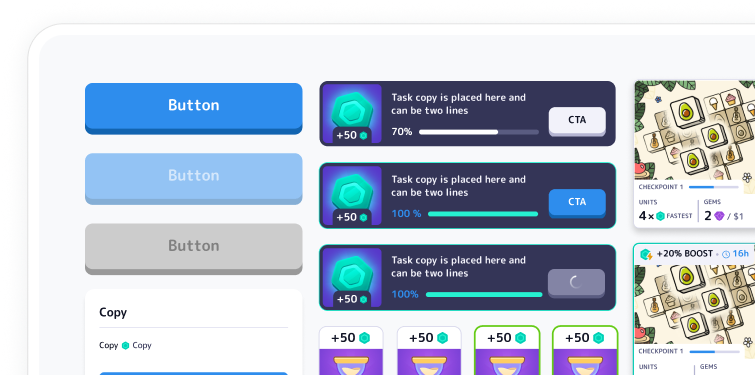 Button
Button
Button
Copy
Copy Copy
Task copy is placed here and
can be two lines
70%
CTA
+50
Task copy is placed here and
can be two lines
100 %
CTA
+50
Task copy is placed here and
can be two lines
100%
+50
+50
+50
+50
+50
CHECKPOINT 1
UNITS
4× FASTEST
GEMS
2 / $1
+20% BOOST • 16h
CHECKPOINT 1
UNITS
GEMS